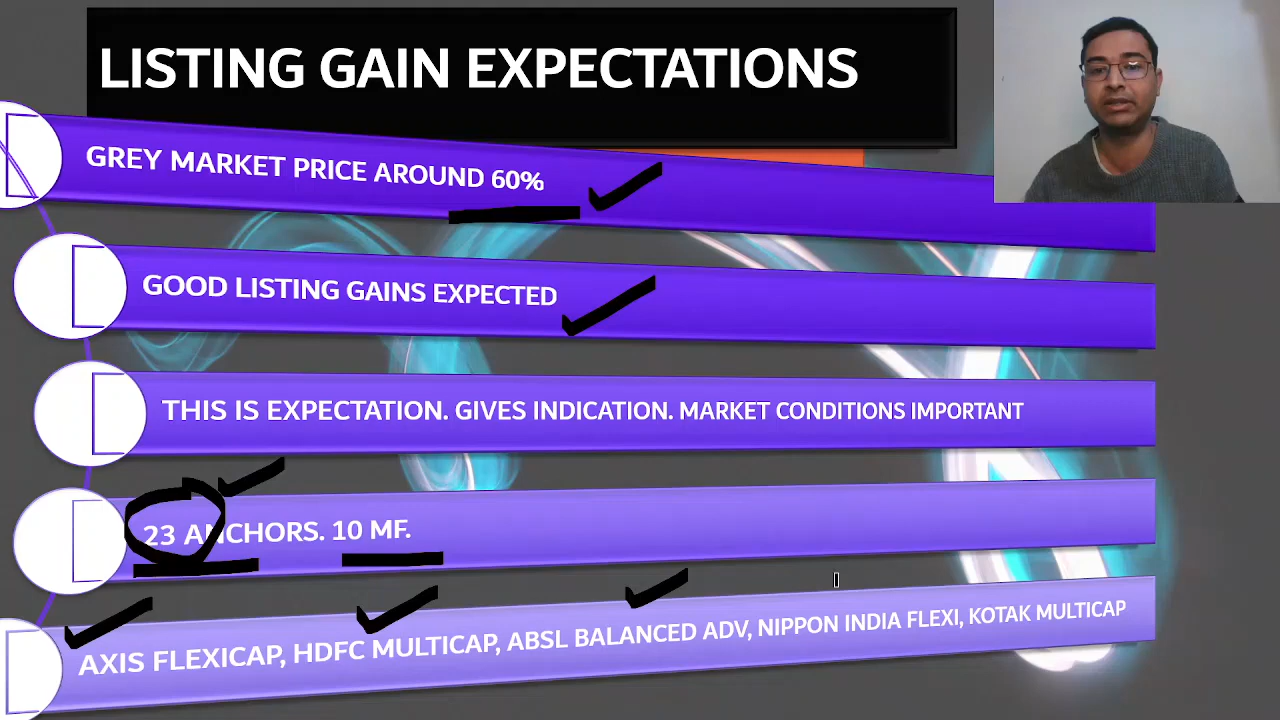 LISTING GAIN EXPECTATIONS
GREY MARKET PRICE AROUND 60%
GOOD LISTING GAINS EXPECTED
THIS IS EXPECTATION. GIVES INDICATION. MARKET CONDITIONS IMPORTANT
23 ANCHORS. 10 MF.
AXIS FLEXICAP, HDFC MULTICAP, ABSL BALANCED ADV, NIPPON INDIA FLEXI, KOTAK MULTICAP